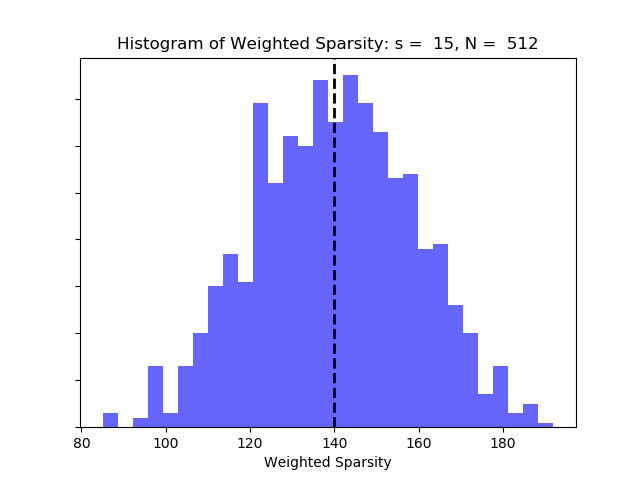 Histogram of Weighted Sparsity: s =  15, N =  512
80 100 120 140 160 180
Weighted Sparsity